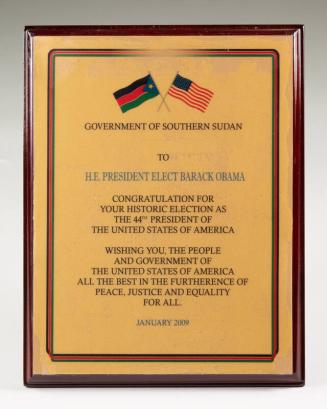 GOVERNMENT OF SOUTHERN SUDAN
TO
H.E. PRESIDENT ELECT BARACK OBAMA
CONGRATULATION FOR
YOUR HISTORIC ELECTION AS
THE 44TH PRESIDENT OF
THE UNITED STATES OF AMERICA
WISHING YOU, THE PEOPLE
AND GOVERNMENT OF
THE UNITED STATES OF AMERICA
ALL THE BEST IN THE FURTHERENCE OF
PEACE, JUSTICE AND EQUALITY
FOR ALL.
JANUARY 2009